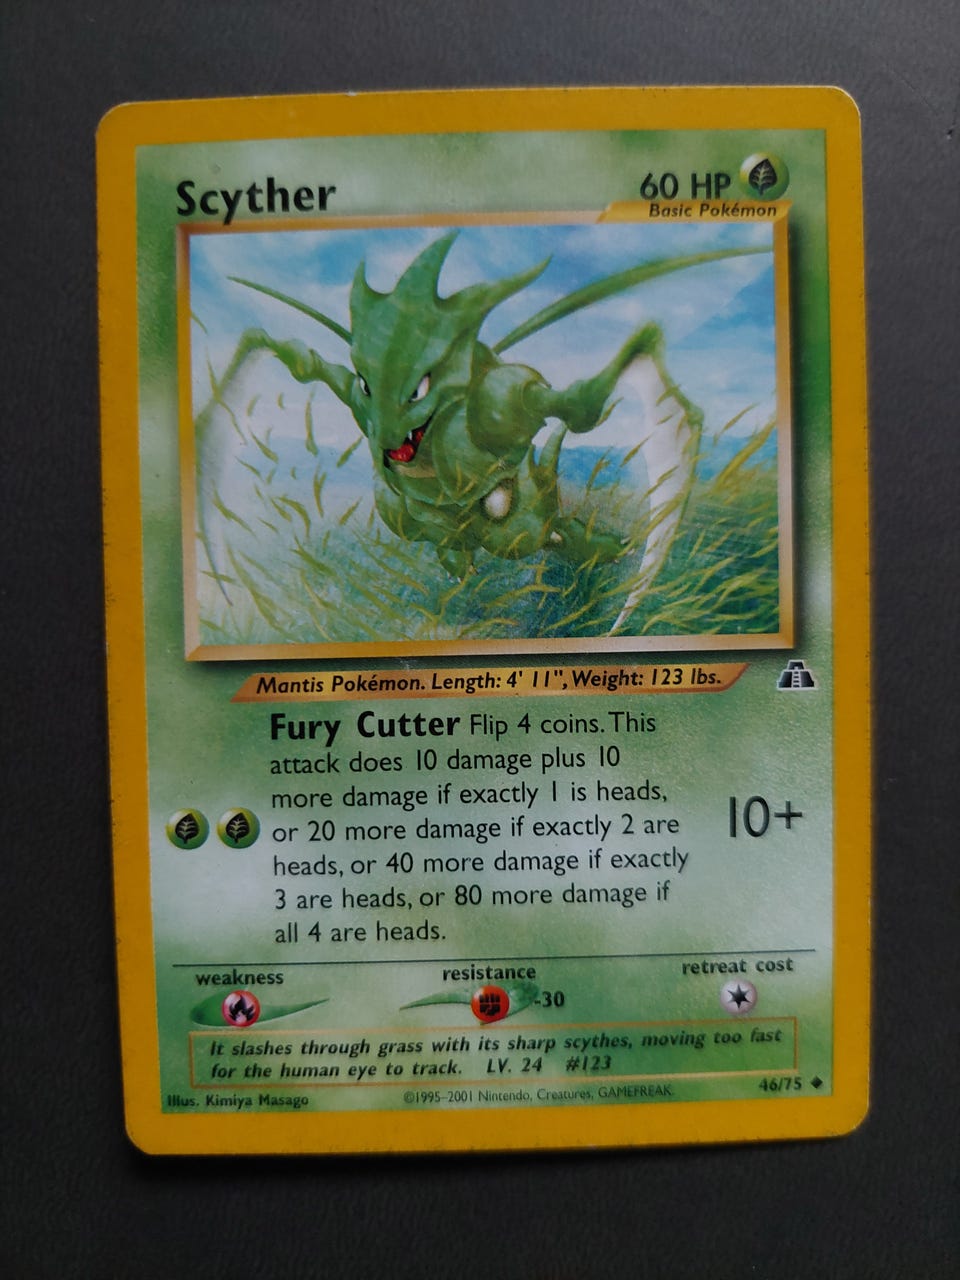 Scyther
60 HP
Basic Pokémon
Mantis Pokémon. Length: 4' 11", Weight: 123 lbs.
Fury Cutter Flip 4 coins. This
attack does 10 damage plus 10
more damage if exactly 1 is heads,
or 20 more damage if exactly 2 are
heads, or 40 more damage if exactly
3 are heads, or 80 more damage if
all 4 are heads.
10+
weakness
resistance
retreat cost
-30
It slashes through grass with its sharp scythes, moving too fast
for the human eye to track. LV. 24 #123
46/75
Illus. Kimiya Masago
©1995–2001 Nintendo, Creatures, GAMEFREAK.